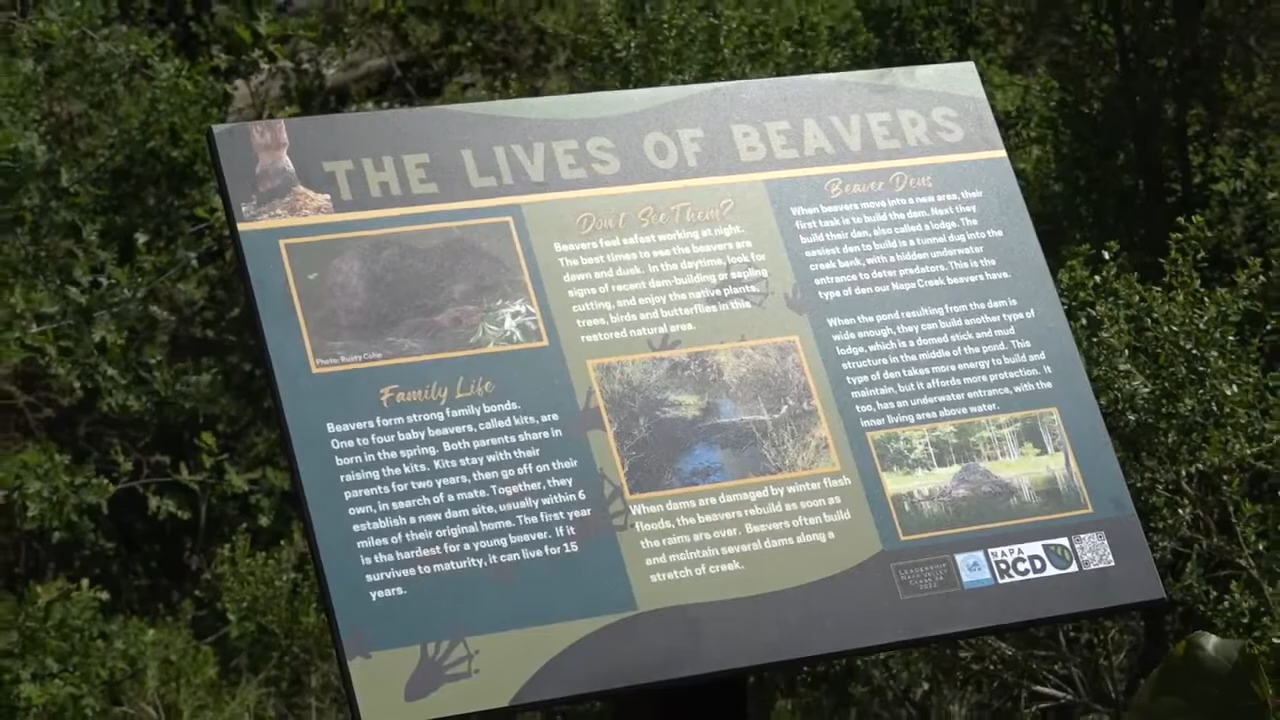 THE LIVES OF BEAVERS
Photo: Rusty Cohn
Family Life
Beavers form strong family bonds.
One to four baby beavers, called kits, are
born in the spring. Both parents share in
raising the kits. Kits stay with their
parents for two years, then go off on their
own, in search of a mate. Together, they
establish a new dam site, usually within 6
miles of their original home. The first year
is the hardest for a young beaver. If it
survives to maturity, it can live for 15
years.
Don't See Them?
Beavers feel safest working at night.
The best times to see the beavers are
dawn and dusk. In the daytime, look for
signs of recent dam-building or sapling
cutting, and enjoy the native plants,
trees, birds and butterflies in this
restored natural area.
When dams are damaged by winter flash
floods, the beavers rebuild as soon as
the rains are over. Beavers often build
and maintain several dams along a
stretch of creek.
Beaver Dens
When beavers move into a new area, their
first task is to build the dam. Next they
build their den, also called a lodge. The
easiest den to build is a tunnel dug into the
creek bank, with a hidden underwater
entrance to deter predators. This is the
type of den our Napa Creek beavers have.
When the pond resulting from the dam is
wide enough, they can build another type of
lodge, which is a domed stick and mud
structure in the middle of the pond. This
type of den takes more energy to build and
maintain, but it affords more protection. It
too, has an underwater entrance, with the
inner living area above water.
LEADERSHIP
NAPA VALLEY
CLASS 34
2022
NAPA
RCD